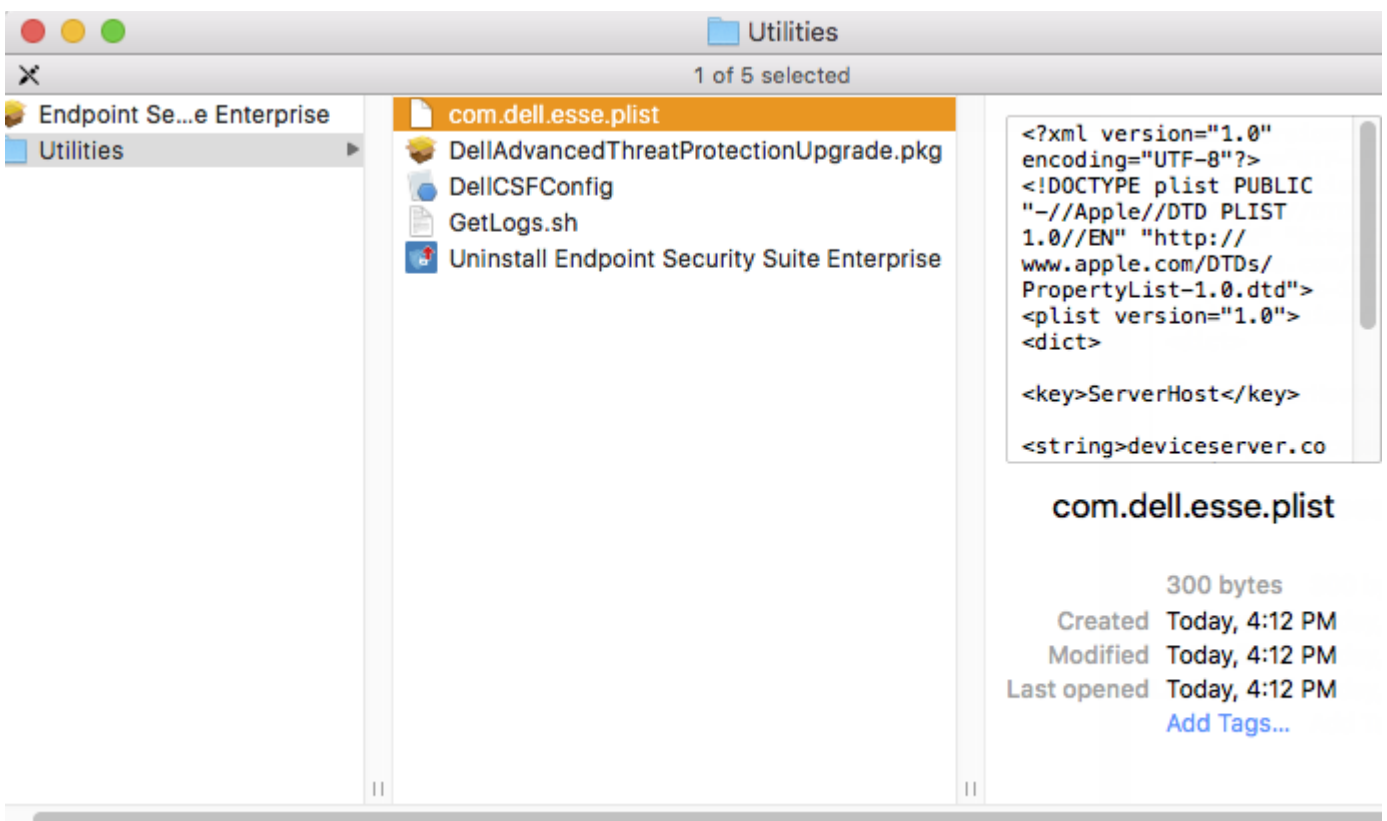 Utilities
1 of 5 selected
Endpoint Se...e Enterprise
Utilities
com.dell.esse.plist
DellAdvancedThreatProtectionUpgrade.pkg
DellCSFConfig
GetLogs.sh
Uninstall Endpoint Security Suite Enterprise
<?xml version="1.0"
encoding="UTF-8"?>
<!DOCTYPE plist PUBLIC
"-//Apple//DTD PLIST
1.0//EN" "http://
www.apple.com/DTDs/
PropertyList-1.0.dtd">
<plist version="1.0">
<dict>
<key>ServerHost</key>
<string>deviceserver.co
com.dell.esse.plist
300 bytes
Created Today, 4:12 PM
Modified Today, 4:12 PM
Last opened Today, 4:12 PM
Add Tags...